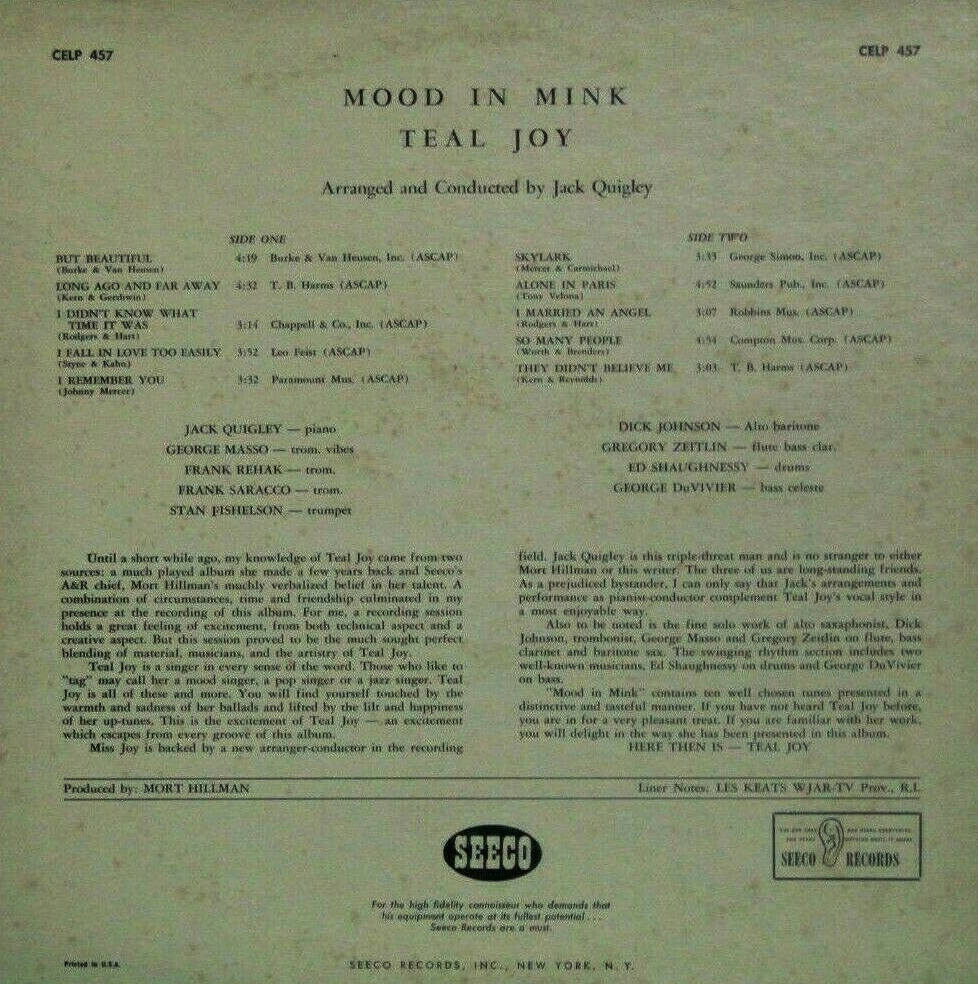 CELP 457
CELP 457
MOOD IN MINK
TEAL JOY
Arranged and Conducted by Jack Quigley
SIDE ONE
BUT BEAUTIFUL 4:19 Burke & Van Heusen, Inc. (ASCAP)
(Burke & Van Heusen)
LONG AGO AND FAR AWAY 4:32 T. B. Harms (ASCAP)
(Kern & Gershwin)
I DIDN'T KNOW WHAT
TIME IT WAS 3:14 Chappell & Co., Inc. (ASCAP)
(Rodgers & Hart)
I FALL IN LOVE TOO EASILY 3:52 Leo Feist (ASCAP)
(Styne & Kahn)
I REMEMBER YOU 3:32 Paramount Mus. (ASCAP)
(Johnny Mercer)
SIDE TWO
SKYLARK 3:33 George Simon, Inc. (ASCAP)
(Mercer & Carmichael)
ALONE IN PARIS 4:52 Saunders Pub., Inc. (ASCAP)
(Tony Velona)
I MARRIED AN ANGEL 3:07 Robbins Mus. (ASCAP)
(Rodgers & Hart)
SO MANY PEOPLE 4:54 Compton Mus. Corp. (ASCAP)
(Worth & Brenders)
THEY DIDN'T BELIEVE ME 3:03 T. B. Harms (ASCAP)
(Kern & Reynolds)
JACK QUIGLEY — piano
GEORGE MASSO — trom. vibes
FRANK REHAK — trom.
FRANK SARACCO — trom.
STAN FISHELSON — trumpet
DICK JOHNSON — Alto baritone
GREGORY ZEITLIN — flute bass clar.
ED SHAUGHNESSY — drums
GEORGE DuVIVIER — bass celeste
Until a short while ago, my knowledge of Teal Joy came from two
sources: a much played album she made a few years back and Seeco's
A&R chief, Mort Hillman's muchly verbalized belief in her talent. A
combination of circumstances, time and friendship culminated in my
presence at the recording of this album. For me, a recording session
holds a great feeling of excitement, from both technical aspect and a
creative aspect. But this session proved to be the much sought perfect
blending of material, musicians, and the artistry of Teal Joy.
Teal Joy is a singer in every sense of the word. Those who like to
"tag" may call her a mood singer, a pop singer or a jazz singer. Teal
Joy is all of these and more. You will find yourself touched by the
warmth and sadness of her ballads and lifted by the lilt and happiness
of her up-tunes. This is the excitement of Teal Joy — an excitement
which escapes from every groove of this album.
Miss Joy is backed by a new arranger-conductor in the recording
field. Jack Quigley is this triple-threat man and is no stranger to either
Mort Hillman or this writer. The three of us are long-standing friends.
As a prejudiced bystander, I can only say that Jack's arrangements and
performance as pianist-conductor complement Teal Joy's vocal style in
a most enjoyable way.
Also to be noted is the fine solo work of alto saxaphonist, Dick
Johnson, trombonist, George Masso and Gregory Zeitlin on flute, bass
clarinet and baritone sax. The swinging rhythm section includes two
well-known musicians, Ed Shaughnessy on drums and George DuVivier
on bass.
"Mood in Mink" contains ten well chosen tunes presented in a
distinctive and tasteful manner. If you have not heard Teal Joy before,
you are in for a very pleasant treat. If you are familiar with her work,
you will delight in the way she has been presented in this album.
HERE THEN IS — TEAL JOY
Produced by: MORT HILLMAN
Liner Notes: LES KEATS WJAR-TV Prov., R.I.
SEECO
SEECO RECORDS
For the high fidelity connoisseur who demands that
his equipment operate at its fullest potential . . .
Seeco Records are a must.
Printed in U.S.A.
SEECO RECORDS, INC., NEW YORK, N. Y.